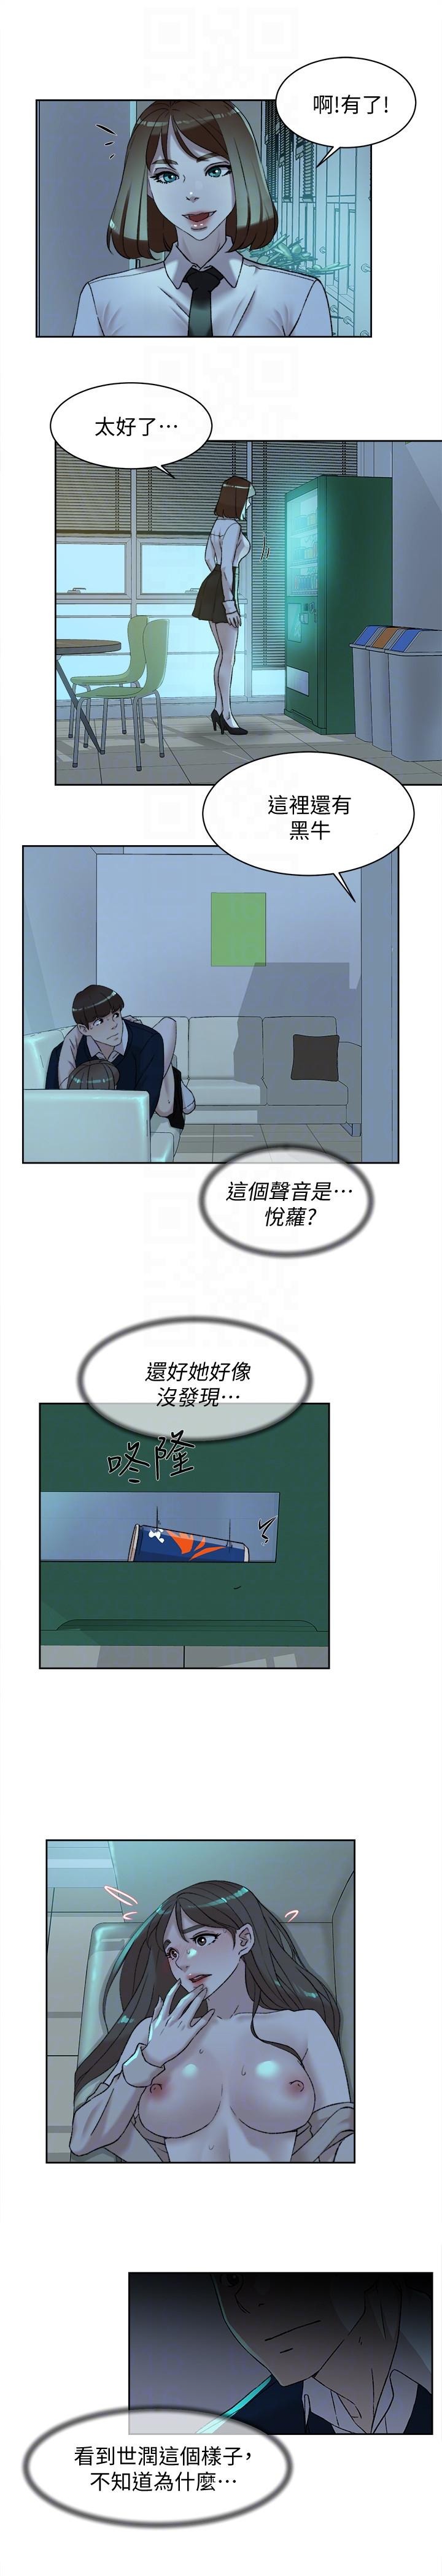 啊!有了!
太好了…
這裡還有
黑牛
這個聲音是…
悅蘿?
還好她好像
沒發現…
咚隆
看到世潤這個樣子，
不知道為什麼…